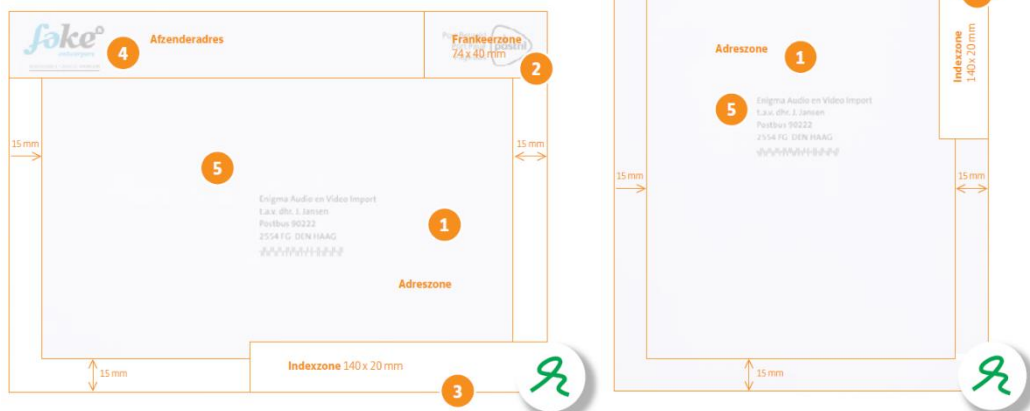 føke
Afzenderadres
4
Frankeerzone
74 x 40 mm
postnl
2
15 mm
5
15 mm
Enigma Audio en Video Import
t.a.v. dhr. J. Jansen
Postbus 90222
2554 FG DEN HAAG
1
Adreszone
15 mm
Indexzone 140 x 20 mm
3
Indexzone
140 x 20 mm
Adreszone
1
5
Enigma Audio en Video Import
t.a.v. dhr. J. Jansen
Postbus 90222
2554 FG DEN HAAG
15 mm
15 mm
15 mm